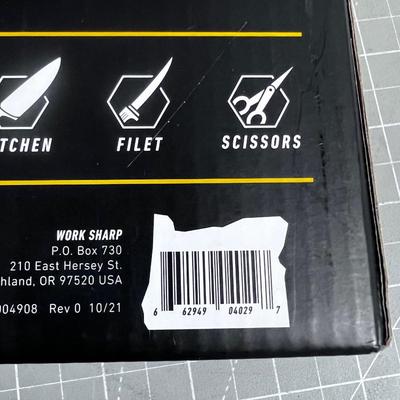 TCHEN FILET SCISSORS
WORK SHARP
P.O. Box 730
210 East Hersey St.
hland, OR 97520 USA
004908 Rev 0 10/21
6 62949 04029 7